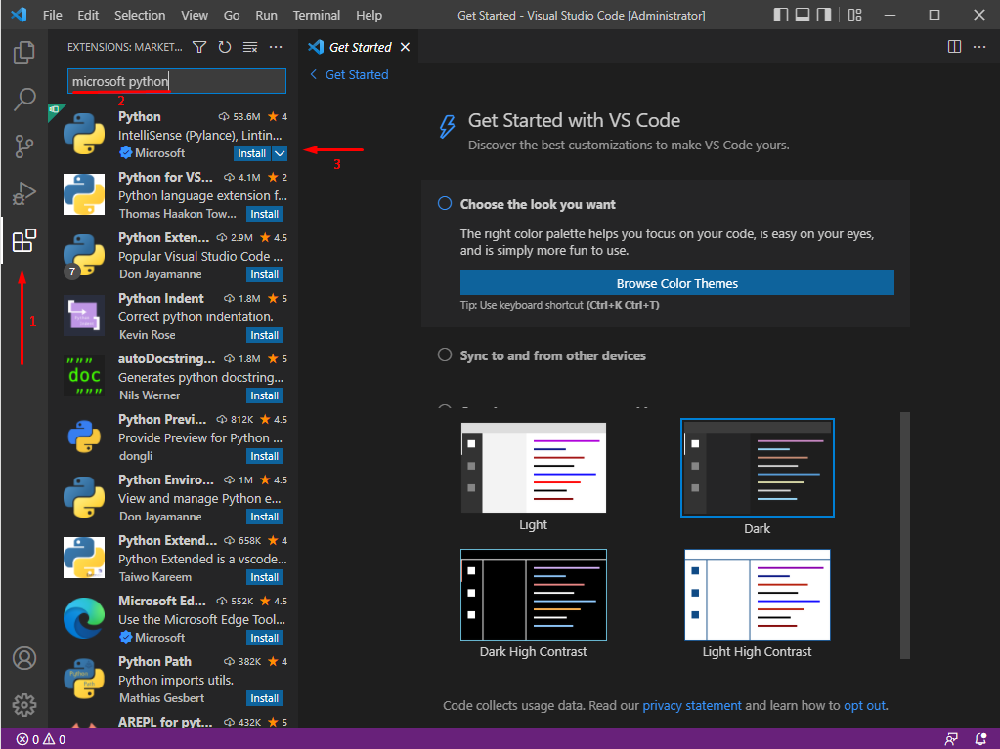 File Edit Selection View Go Run Terminal Help Get Started - Visual Studio Code [Administrator]
EXTENSIONS: MARKET...
microsoft python
2
Python 53.6M 4
IntelliSense (Pylance), Lintin...
Microsoft Install
3
Python for VS... 4.1M 2
Python language extension f...
Thomas Haakon Tow... Install
Python Exten... 2.9M 4.5
Popular Visual Studio Code ...
7
Don Jayamanne Install
1
Python Indent 1.8M 5
Correct python indentation.
Kevin Rose Install
autoDocstring... 1.8M 5
"""
doc
"""
Generates python docstring...
Nils Werner Install
Python Previ... 812K 4.5
Provide Preview for Python ...
dongli Install
Python Enviro... 1M 4.5
View and manage Python e...
Don Jayamanne Install
Python Extend... 658K 4
Python Extended is a vscode...
Taiwo Kareem Install
Microsoft Ed... 552K 4.5
Use the Microsoft Edge Tool...
Microsoft Install
Python Path 382K 4
Python imports utils.
Mathias Gesbert Install
AREPL for pyt... 432K 5
Get Started
Get Started
Get Started with VS Code
Discover the best customizations to make VS Code yours.
Choose the look you want
The right color palette helps you focus on your code, is easy on your eyes,
and is simply more fun to use.
Browse Color Themes
Tip: Use keyboard shortcut (Ctrl+K Ctrl+T)
Sync to and from other devices
Light
Dark
Dark High Contrast
Light High Contrast
Code collects usage data. Read our privacy statement and learn how to opt out.
0 0